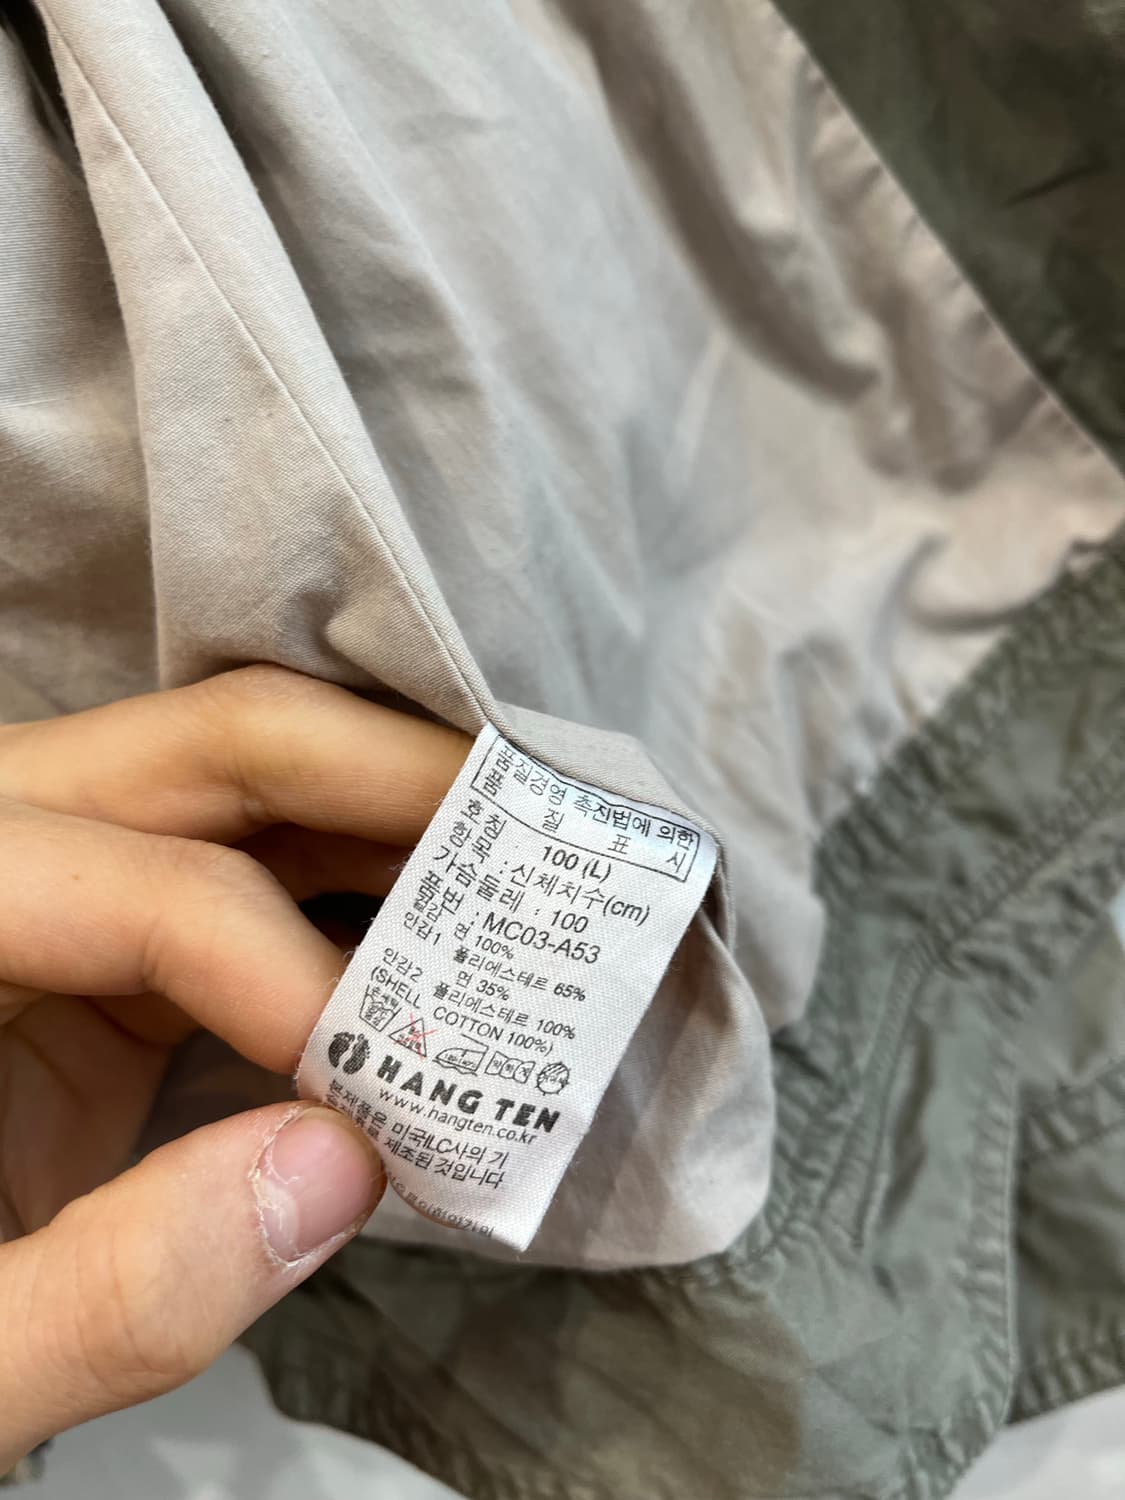 품질경영 촉진법에 의한
품 질 표 시
호 칭 : 100 (L)
항 목 : 신체치수(cm)
가슴둘레 : 100
품번 : MC03-A53
겉감 면 100%
안감1 폴리에스테르 65%
면 35%
안감2 폴리에스테르 100%
(SHELL COTTON 100%)
HANG TEN
www.hangten.co.kr
본제품은 미국ILC사의 기
제조된 것입니다